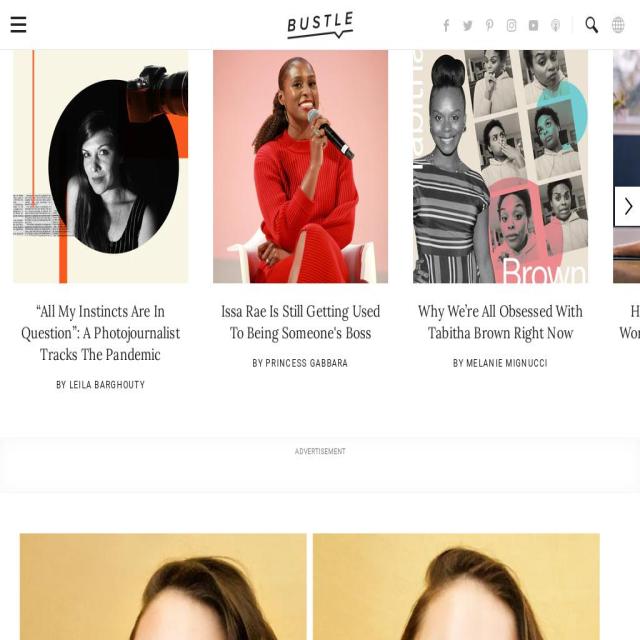 BUSTLE
abitha
Brown
“All My Instincts Are In
Question”: A Photojournalist
Tracks The Pandemic
BY LEILA BARGHOUTY
Issa Rae Is Still Getting Used
To Being Someone's Boss
BY PRINCESS GABBARA
Why We’re All Obsessed With
Tabitha Brown Right Now
BY MELANIE MIGNUCCI
H
Wo
ADVERTISEMENT